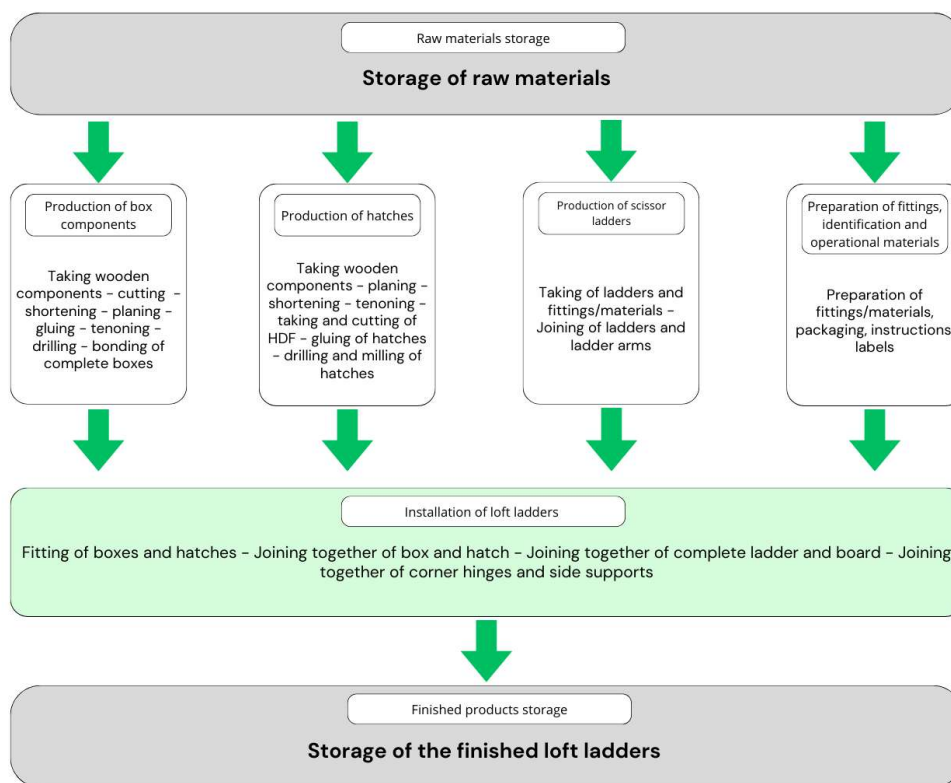 Raw materials storage
Storage of raw materials
Production of box
components
Taking wooden
components – cutting –
shortening – planing –
gluing – tenoning –
drilling – bonding of
complete boxes
Production of hatches
Taking wooden
components – planing –
shortening – tenoning –
taking and cutting of
HDF – gluing of hatches
– drilling and milling of
hatches
Production of scissor
ladders
Taking of ladders and
fittings/materials –
Joining of ladders and
ladder arms
Preparation of fittings,
identification and
operational materials
Preparation of
fittings/materials,
packaging, instructions
labels
Installation of loft ladders
Fitting of boxes and hatches – Joining together of box and hatch – Joining together of complete ladder and board – Joining
together of corner hinges and side supports
Finished products storage
Storage of the finished loft ladders